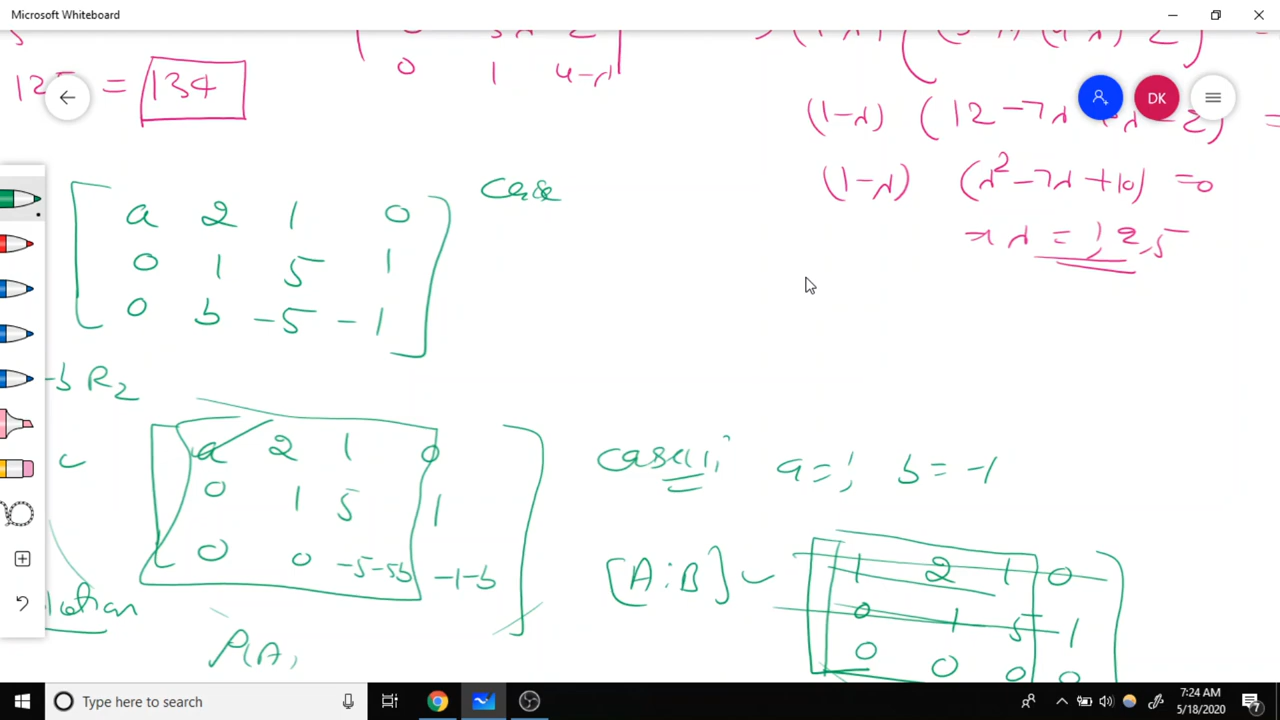 Microsoft Whiteboard
= 134
0 1 4-λ
DK
(1-λ) (12-7λ
(1-λ) (λ²-7λ+10) =0
λ = 1, 2, 5
case
a 2 1 0
0 1 5 1
0 b -5 -1
-b R2
a 2 1 0
0 1 5 1
0 0 -5-5b -1-b
case ii, a=1, b=-1
[A:B] ~
1 2 1 0
0 1 5 1
0 0 0 0
ρ(A,
Type here to search
7:24 AM
5/18/2020
7